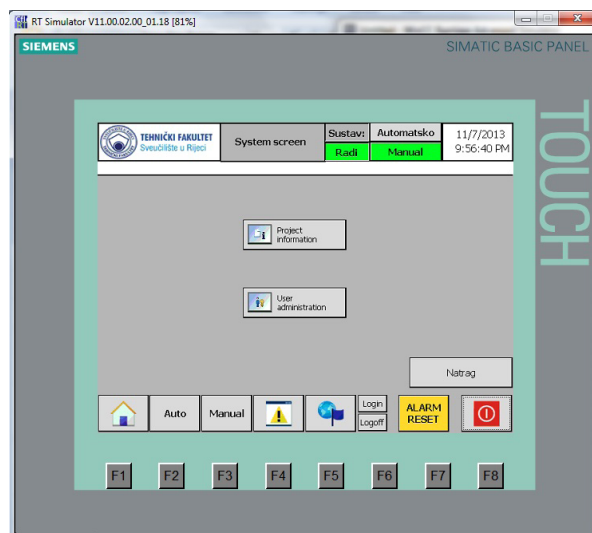 RT Simulator V11.00.02.00_01.18 [81%]
SIEMENS
SIMATIC BASIC PANEL
TOUCH
TEHNIČKI FAKULTET
Sveučilište u Rijeci
System screen
Sustav:
Radi
Automatsko
Manual
11/7/2013
9:56:40 PM
Project
information
User
administration
Natrag
Auto
Manual
Login
Logoff
ALARM
RESET
F1
F2
F3
F4
F5
F6
F7
F8